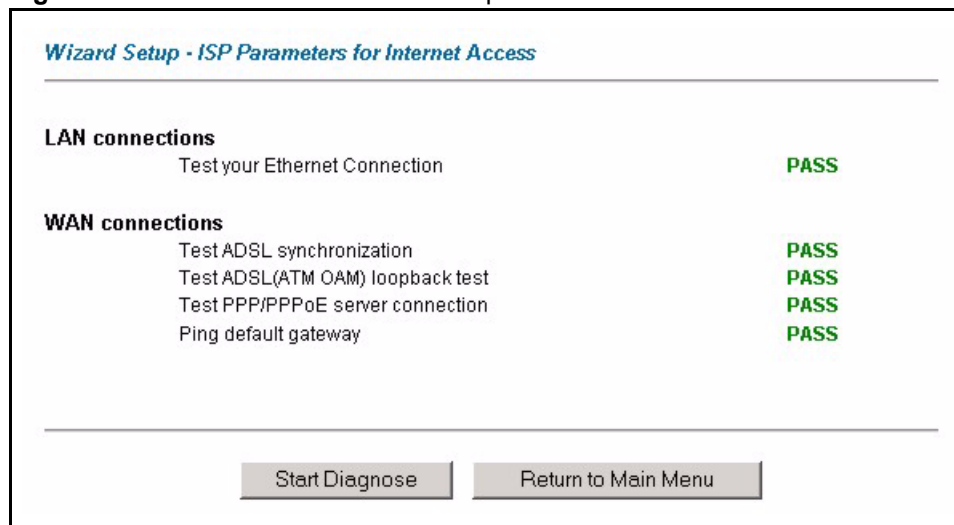 Wizard Setup - ISP Parameters for Internet Access
LAN connections
Test your Ethernet Connection PASS
WAN connections
Test ADSL synchronization PASS
Test ADSL(ATM OAM) loopback test PASS
Test PPP/PPPoE server connection PASS
Ping default gateway PASS
Start Diagnose Return to Main Menu